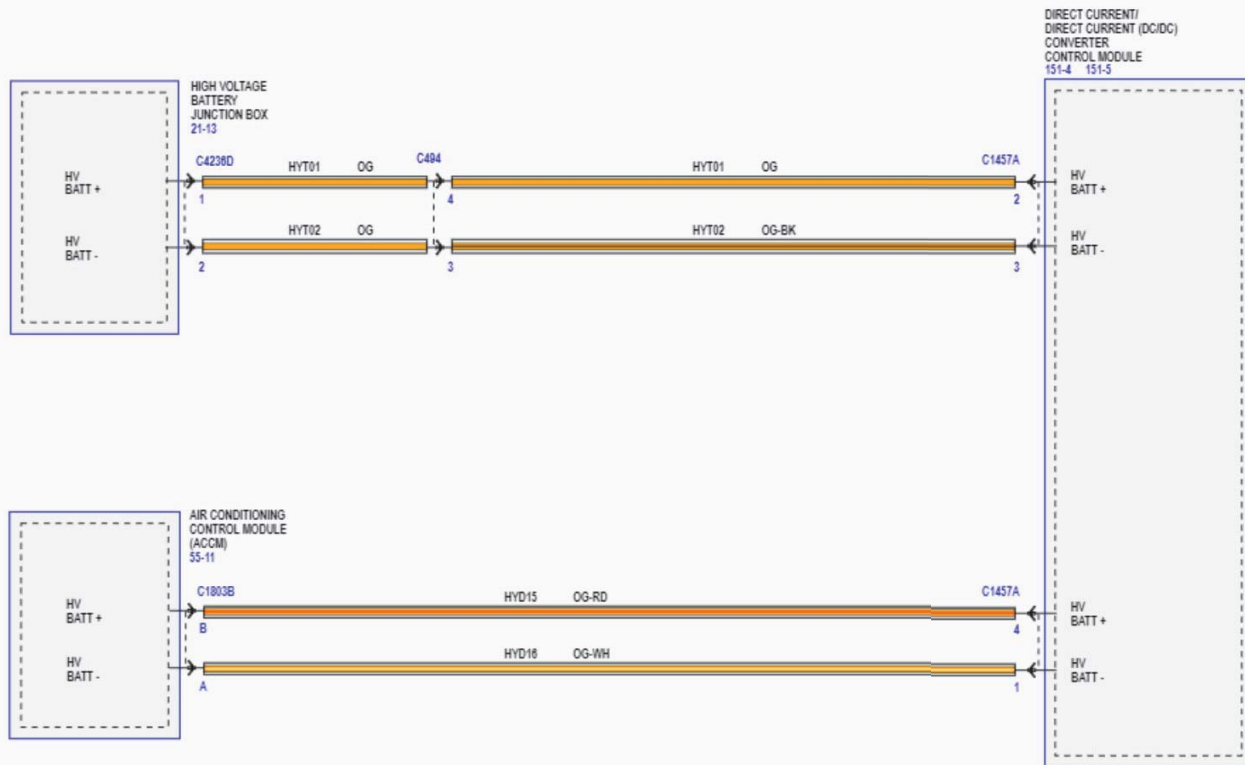 DIRECT CURRENT/
DIRECT CURRENT (DC/DC)
CONVERTER
CONTROL MODULE
151-4 151-5
HIGH VOLTAGE
BATTERY
JUNCTION BOX
21-13
C4236D
HYT01 OG
C494
HYT01 OG
C1457A
HV
BATT +
1
4
2
HV
BATT +
HYT02 OG
HYT02 OG-BK
HV
BATT -
2
3
3
HV
BATT -
AIR CONDITIONING
CONTROL MODULE
(ACCM)
55-11
C1803B
HYD15 OG-RD
C1457A
HV
BATT +
B
4
HV
BATT +
HYD16 OG-WH
HV
BATT -
A
1
HV
BATT -